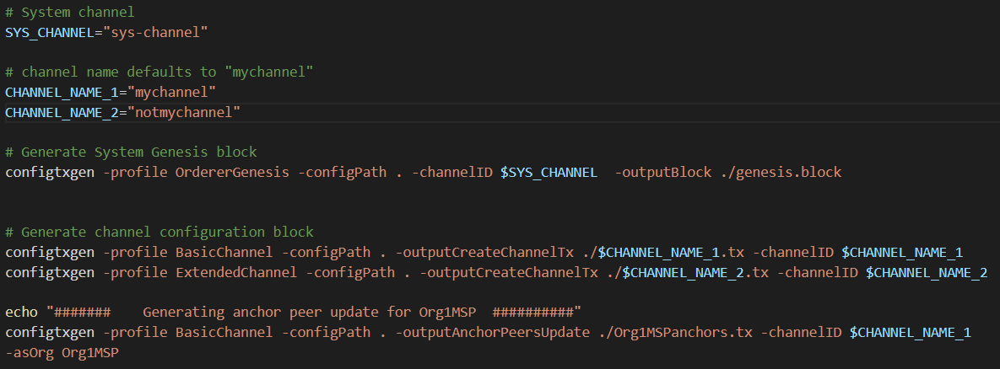 # System channel
SYS_CHANNEL="sys-channel"
# channel name defaults to "mychannel"
CHANNEL_NAME_1="mychannel"
CHANNEL_NAME_2="notmychannel"
# Generate System Genesis block
configtxgen -profile OrdererGenesis -configPath . -channelID $SYS_CHANNEL  -outputBlock ./genesis.block
# Generate channel configuration block
configtxgen -profile BasicChannel -configPath . -outputCreateChannelTx ./$CHANNEL_NAME_1.tx -channelID $CHANNEL_NAME_1
configtxgen -profile ExtendedChannel -configPath . -outputCreateChannelTx ./$CHANNEL_NAME_2.tx -channelID $CHANNEL_NAME_2
echo "#######    Generating anchor peer update for Org1MSP  ##########"
configtxgen -profile BasicChannel -configPath . -outputAnchorPeersUpdate ./Org1MSPanchors.tx -channelID $CHANNEL_NAME_1
-asOrg Org1MSP